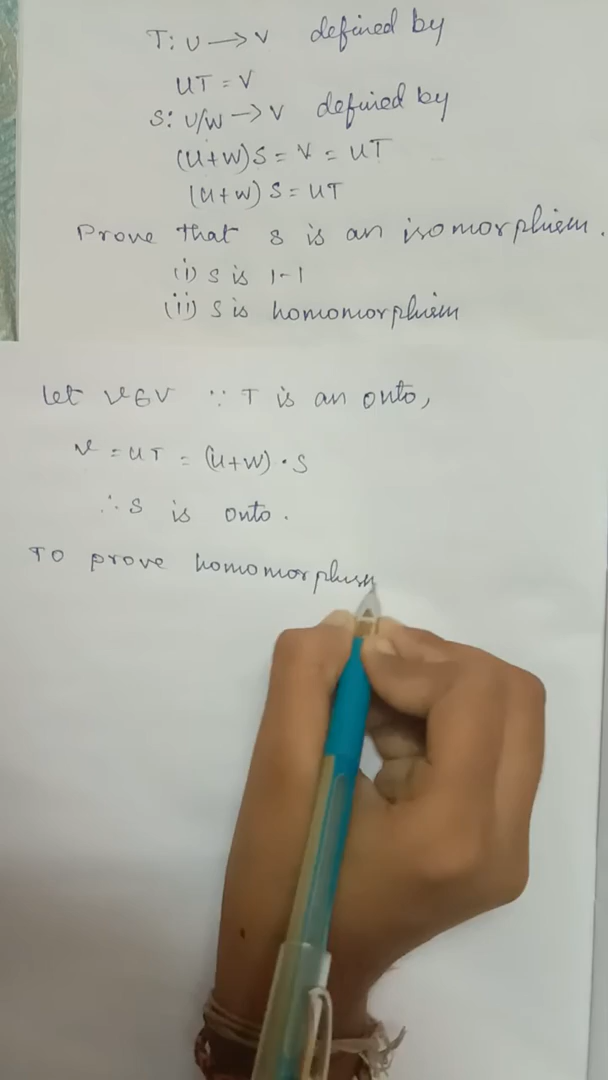 T: U → V defined by
UT = V
S: U/W → V defined by
(U+W)S = V = UT
(U+W) S = UT
Prove that S is an isomorphism.
(i) S is 1-1
(ii) S is homomorphism
Let v∈V ∵ T is an onto,
v = UT = (U+W) · S
∴ S is onto.
To prove homomorphism